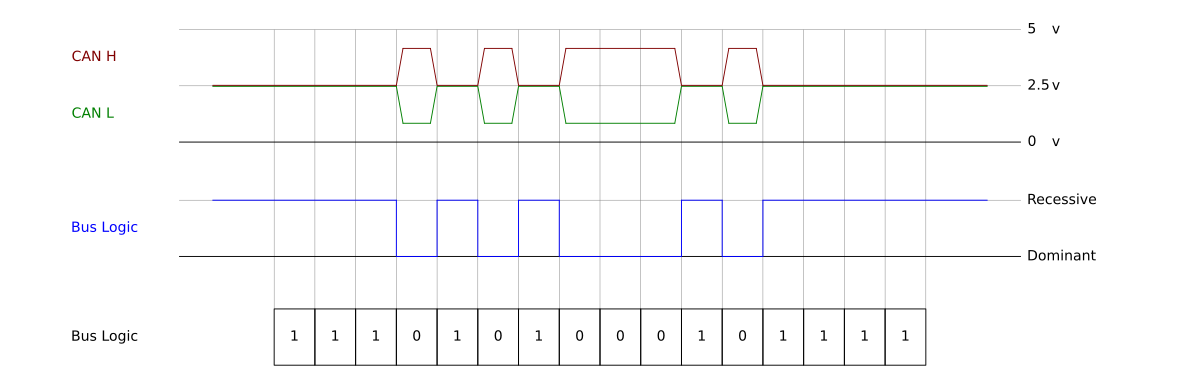 5 v
CAN H
2.5 v
CAN L
0 v
Recessive
Bus Logic
Dominant
Bus Logic 1 1 1 0 1 0 1 0 0 0 1 0 1 1 1 1